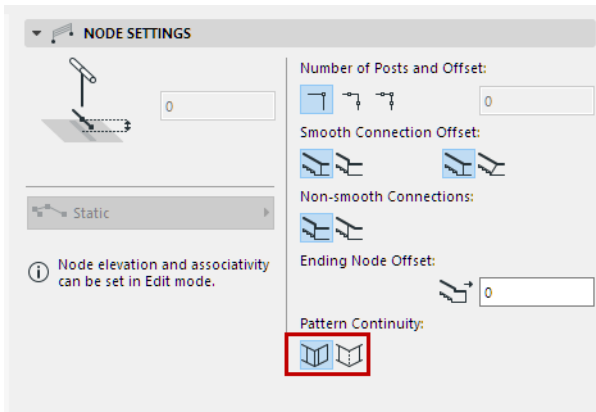 NODE SETTINGS
0
Static
Node elevation and associativity
can be set in Edit mode.
Number of Posts and Offset:
0
Smooth Connection Offset:
Non-smooth Connections:
Ending Node Offset:
0
Pattern Continuity: